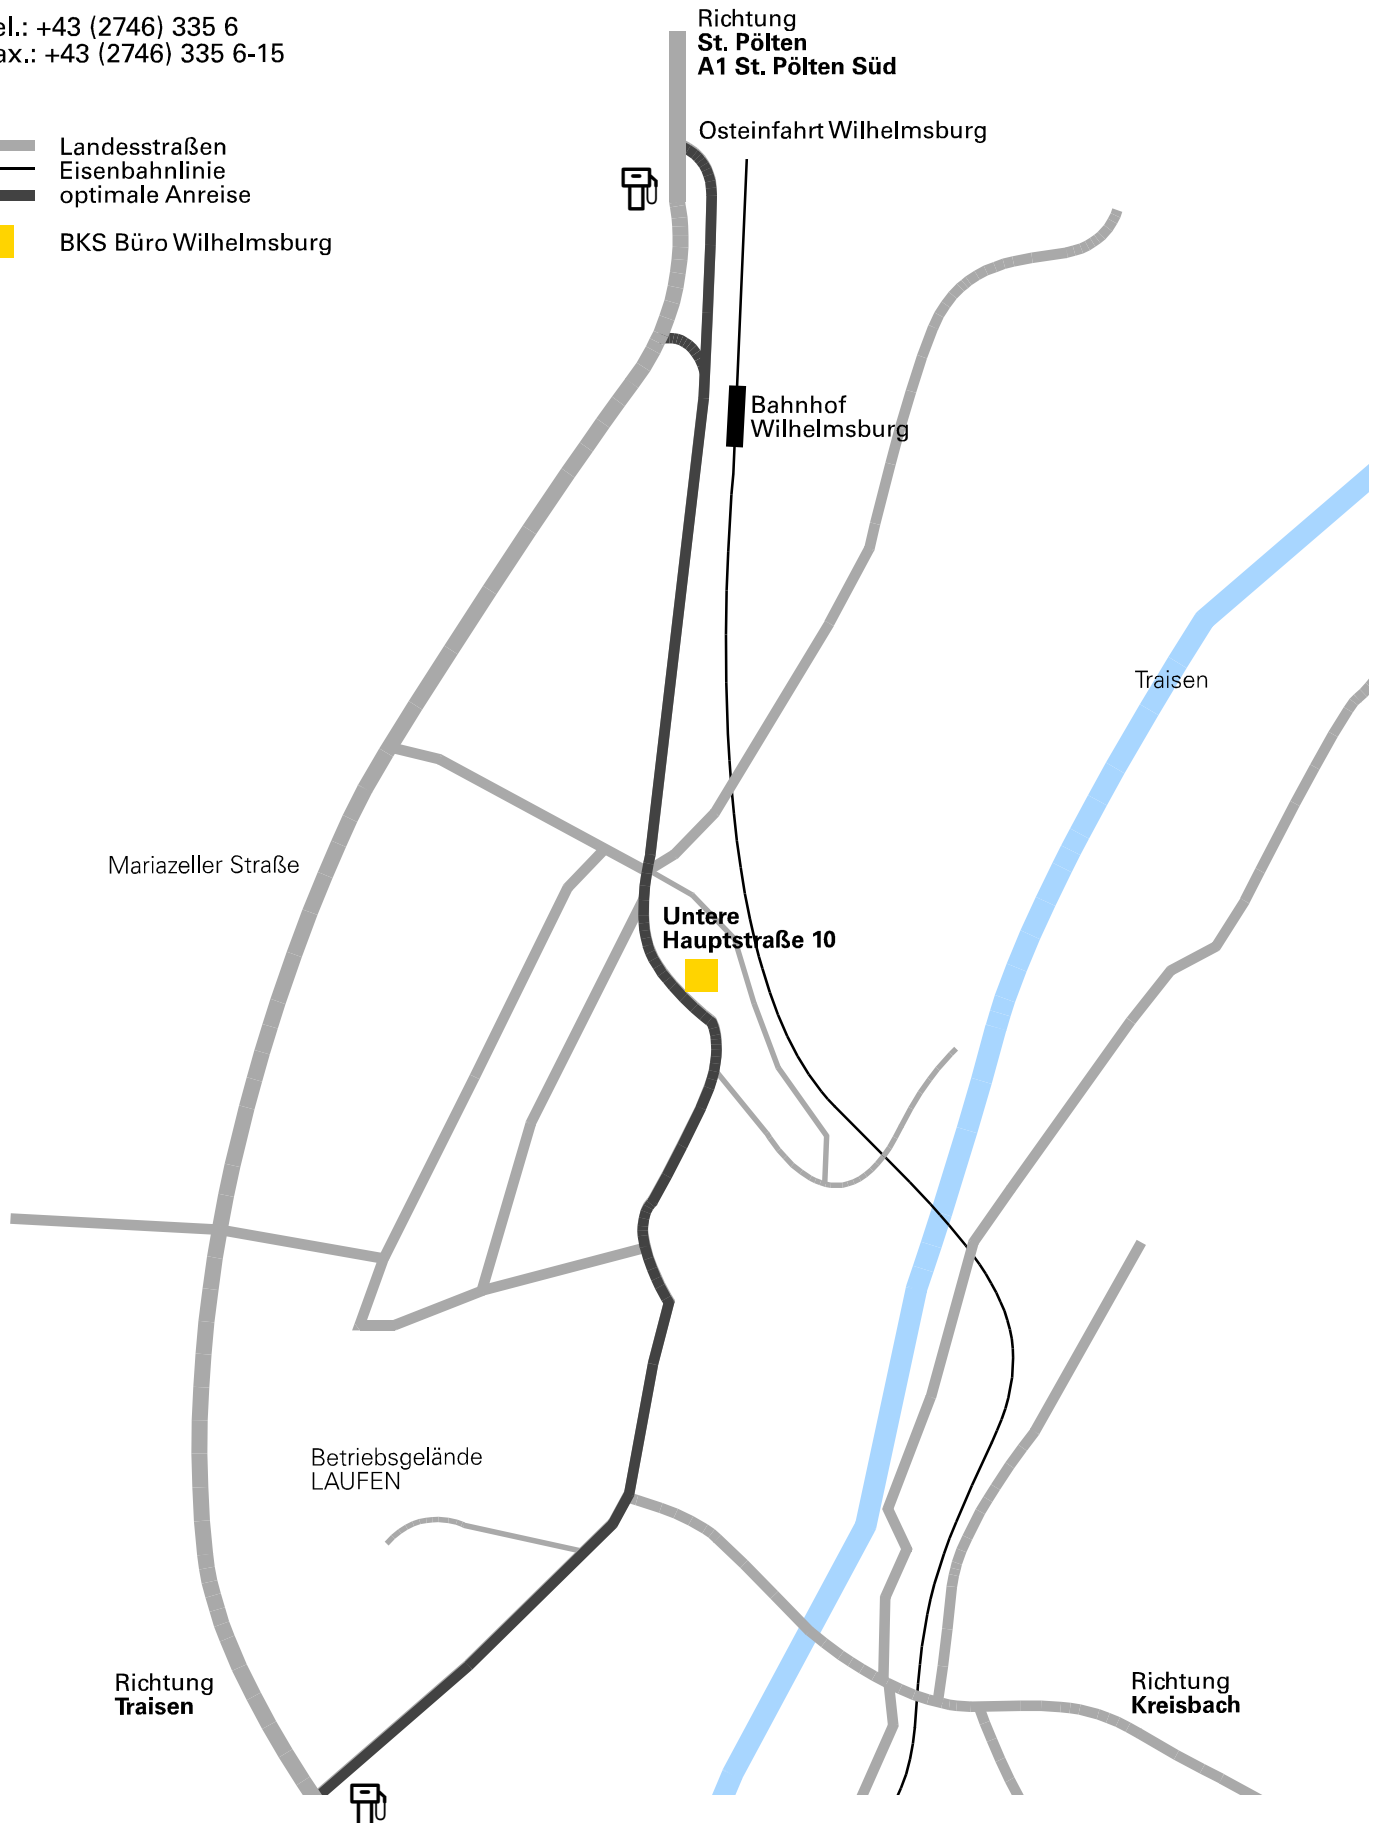 el.: +43 (2746) 335 6
ax.: +43 (2746) 335 6-15
Richtung
St. Pölten
A1 St. Pölten Süd
Osteinfahrt Wilhelmsburg
Landesstraßen
Eisenbahnlinie
optimale Anreise
BKS Büro Wilhelmsburg
Bahnhof
Wilhelmsburg
Traisen
Mariazeller Straße
Untere
Hauptstraße 10
Betriebsgelände
LAUFEN
Richtung
Traisen
Richtung
Kreisbach